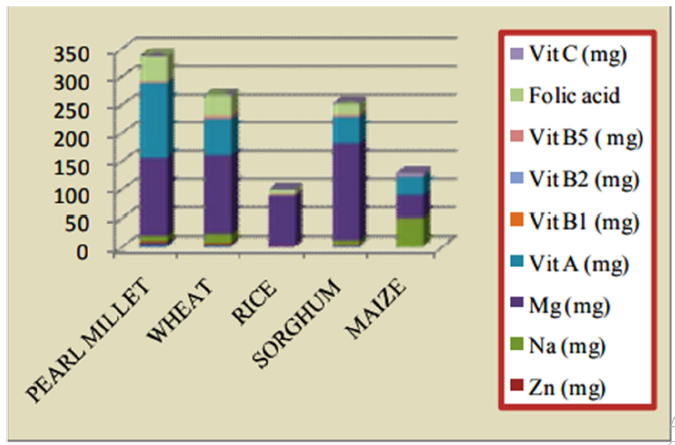 350
300
250
200
150
100
50
0
PEARL MILLET
WHEAT
RICE
SORGHUM
MAIZE
Vit C (mg)
Folic acid
Vit B5 ( mg)
Vit B2 (mg)
Vit B1 (mg)
Vit A (mg)
Mg (mg)
Na (mg)
Zn (mg)